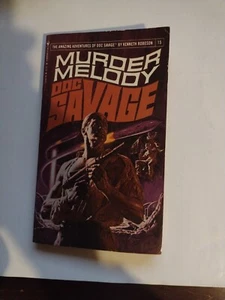 THE AMAZING ADVENTURES OF DOC SAVAGE BY KENNETH ROBESON
MURDER
MELODY
DOC
SAVAGE